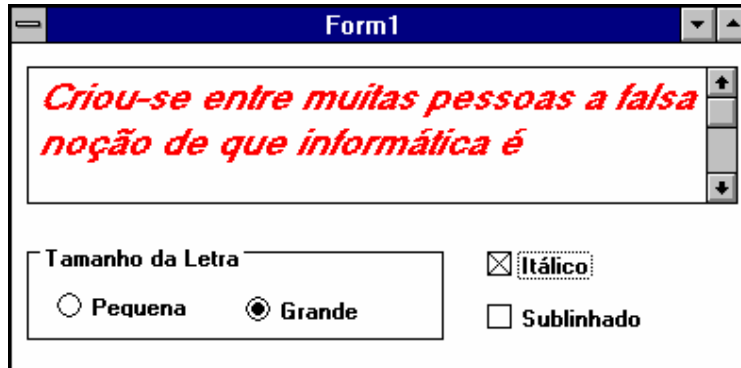 Form1
Criou-se entre muitas pessoas a falsa
noção de que informática é
Tamanho da Letra
Pequena
Grande
Itálico
Sublinhado